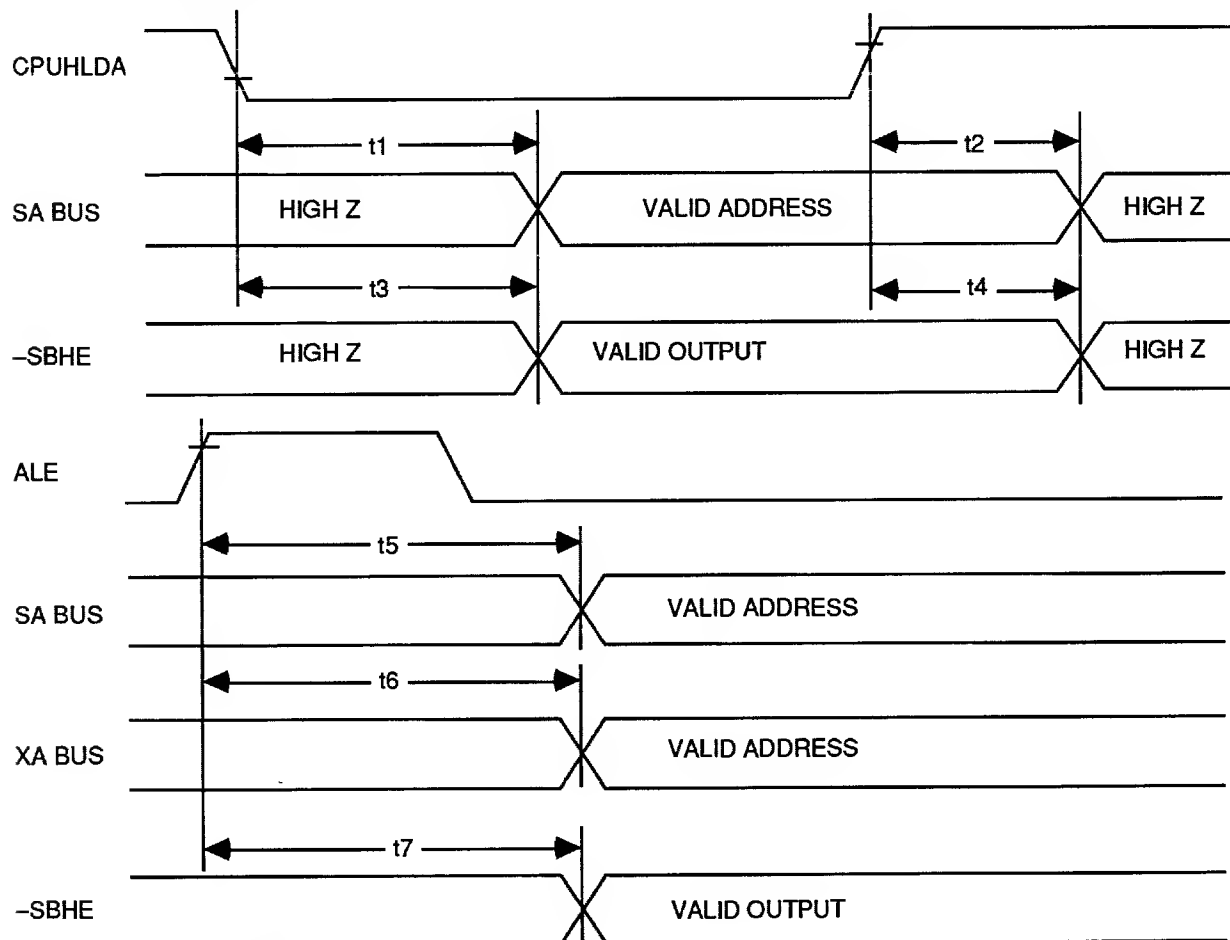 CPUHLDA
t1
t2
SA BUS
HIGH Z
VALID ADDRESS
HIGH Z
t3
t4
–SBHE
HIGH Z
VALID OUTPUT
HIGH Z
ALE
t5
SA BUS
VALID ADDRESS
t6
XA BUS
VALID ADDRESS
t7
–SBHE
VALID OUTPUT